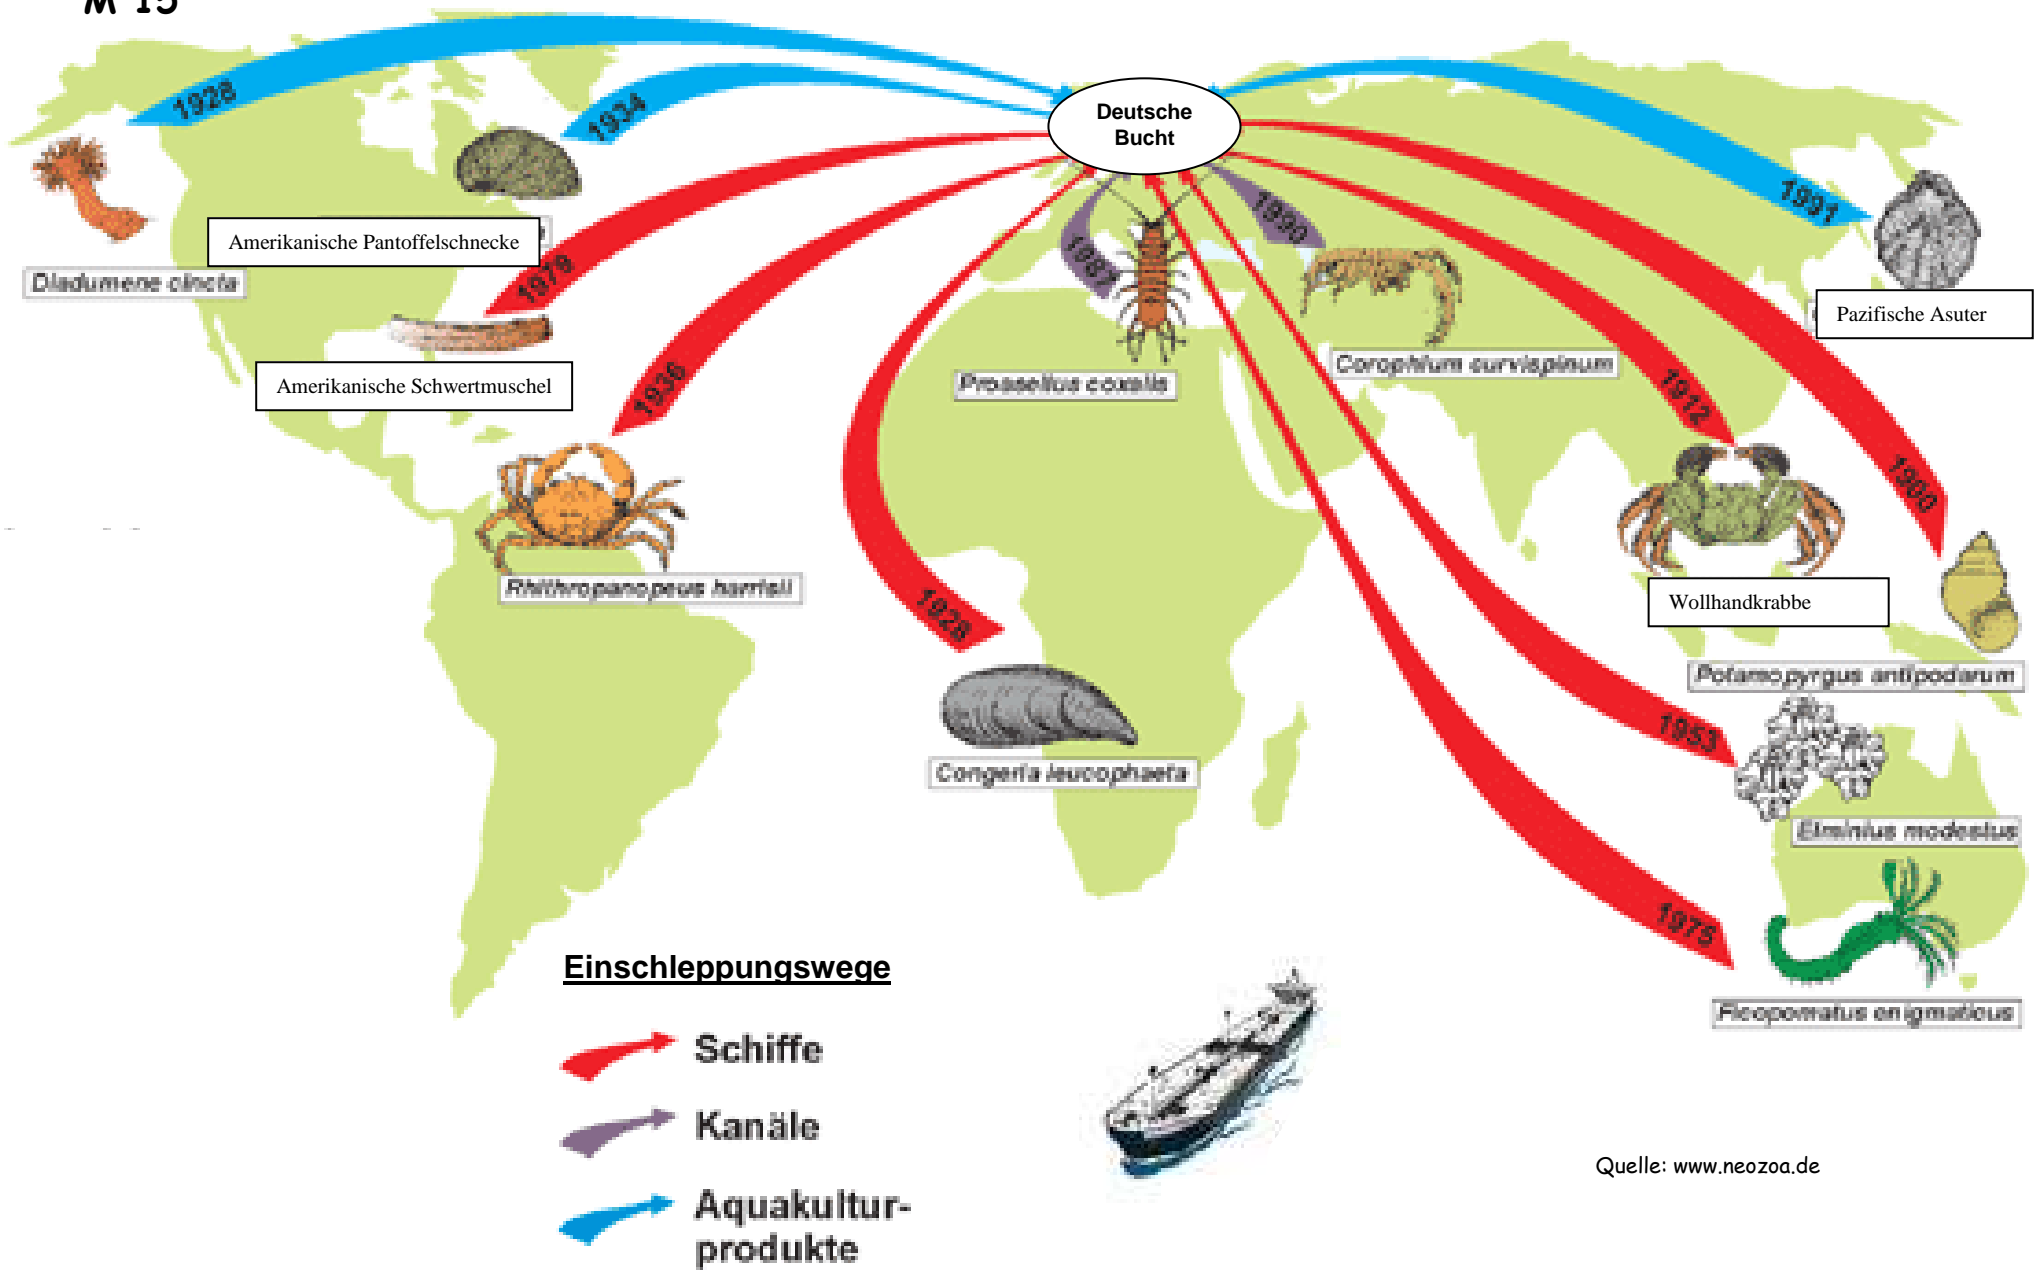 M 15
Deutsche
Bucht
1928
1934
1991
1979
1936
1928
1987
1990
1912
1900
1953
1975
Diadumene cincta
Amerikanische Pantoffelschnecke
Amerikanische Schwertmuschel
Pazifische Asuter
Proasellus coxalis
Corophium curvispinum
Rhithropanopeus harrisii
Wollhandkrabbe
Potamopyrgus antipodarum
Congeria leucophaeta
Elminius modestus
Ficopomatus enigmaticus
Einschleppungswege
Schiffe
Kanäle
Aquakultur-
produkte
Quelle: www.neozoa.de